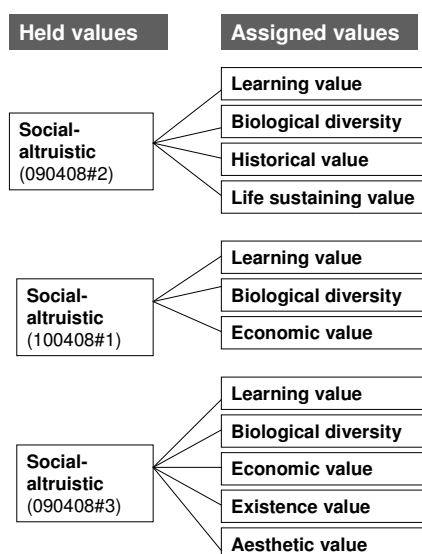 Held values
Assigned values
Social-
altruistic
(090408#2)
Learning value
Biological diversity
Historical value
Life sustaining value
Social-
altruistic
(100408#1)
Learning value
Biological diversity
Economic value
Social-
altruistic
(090408#3)
Learning value
Biological diversity
Economic value
Existence value
Aesthetic value